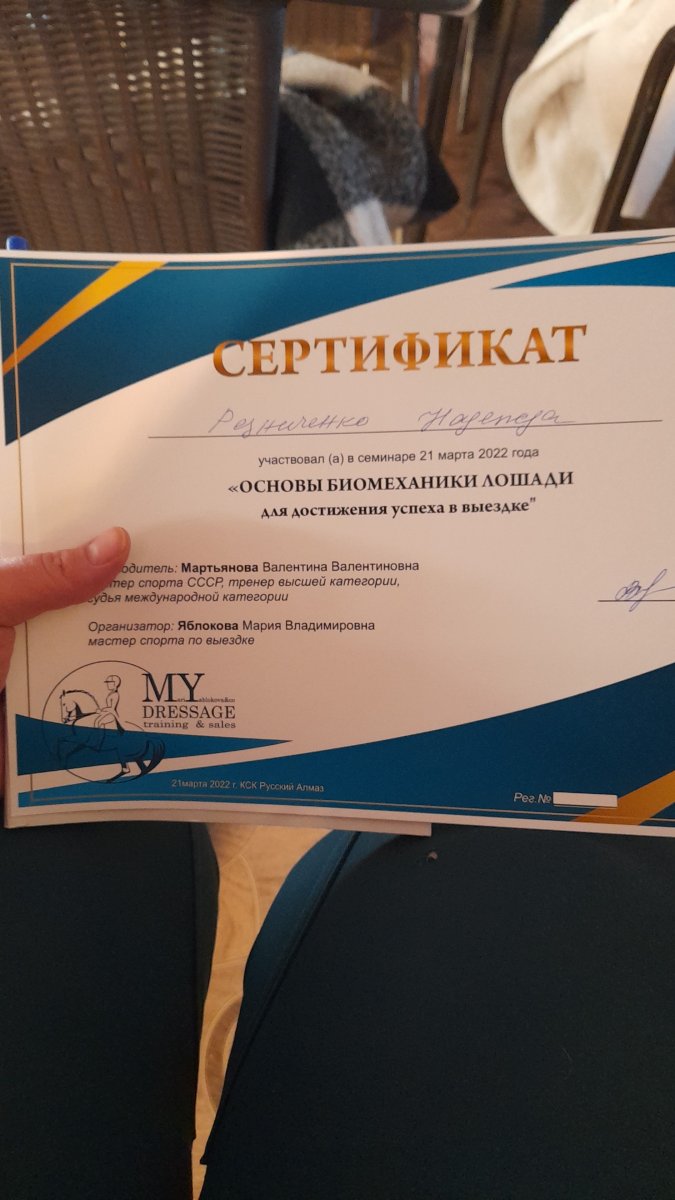 СЕРТИФИКАТ
Резниченко Надежда
участвовал (а) в семинаре 21 марта 2022 года
«ОСНОВЫ БИОМЕХАНИКИ ЛОШАДИ
для достижения успеха в выездке"
одитель: Мартьянова Валентина Валентиновна
тер спорта СССР, тренер высшей категории,
судья международной категории
Организатор: Яблокова Мария Владимировна
мастер спорта по выездке
MY
DRESSAGE
training & sales
21марта 2022 г. КСК Русский Алмаз
Рег.№